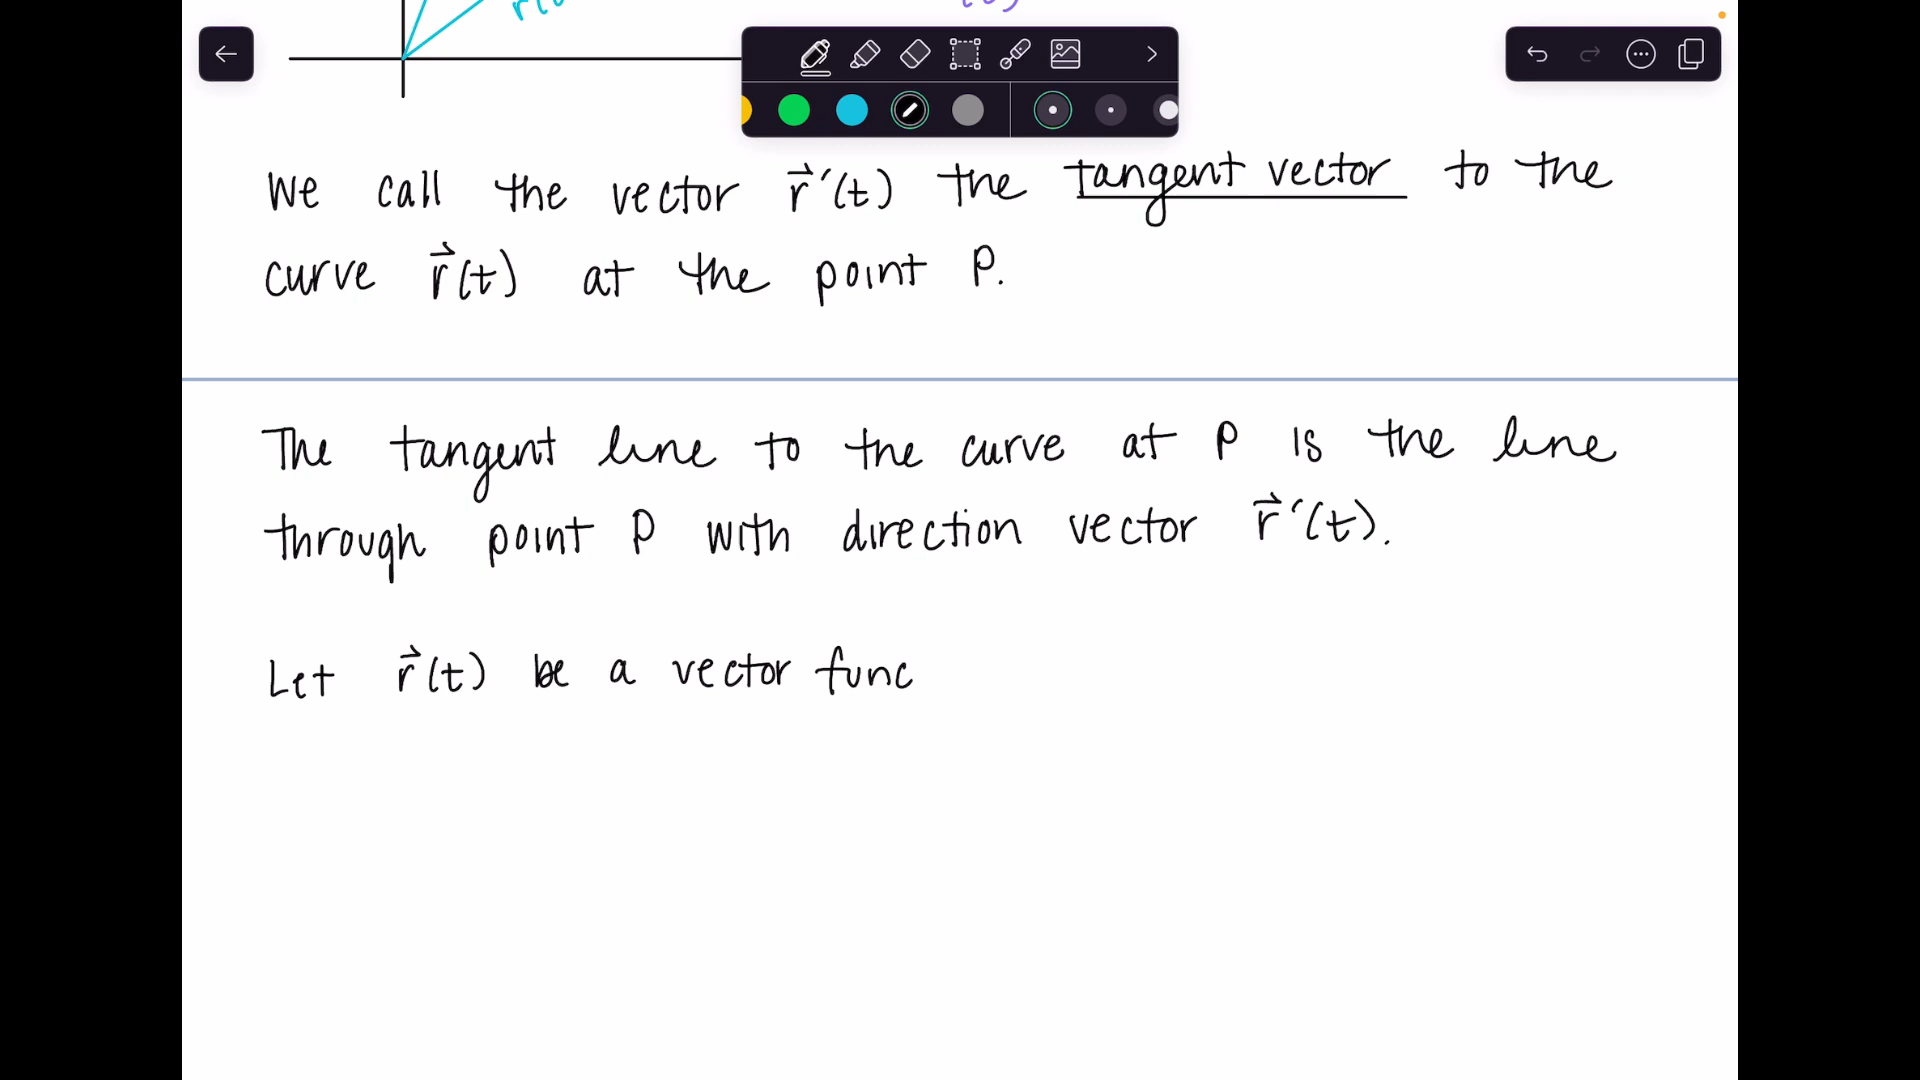 We call the vector r⃗′(t) the tangent vector to the
curve r⃗(t) at the point P.
The tangent line to the curve at P is the line
through point P with direction vector r⃗′(t).
Let r⃗(t) be a vector func